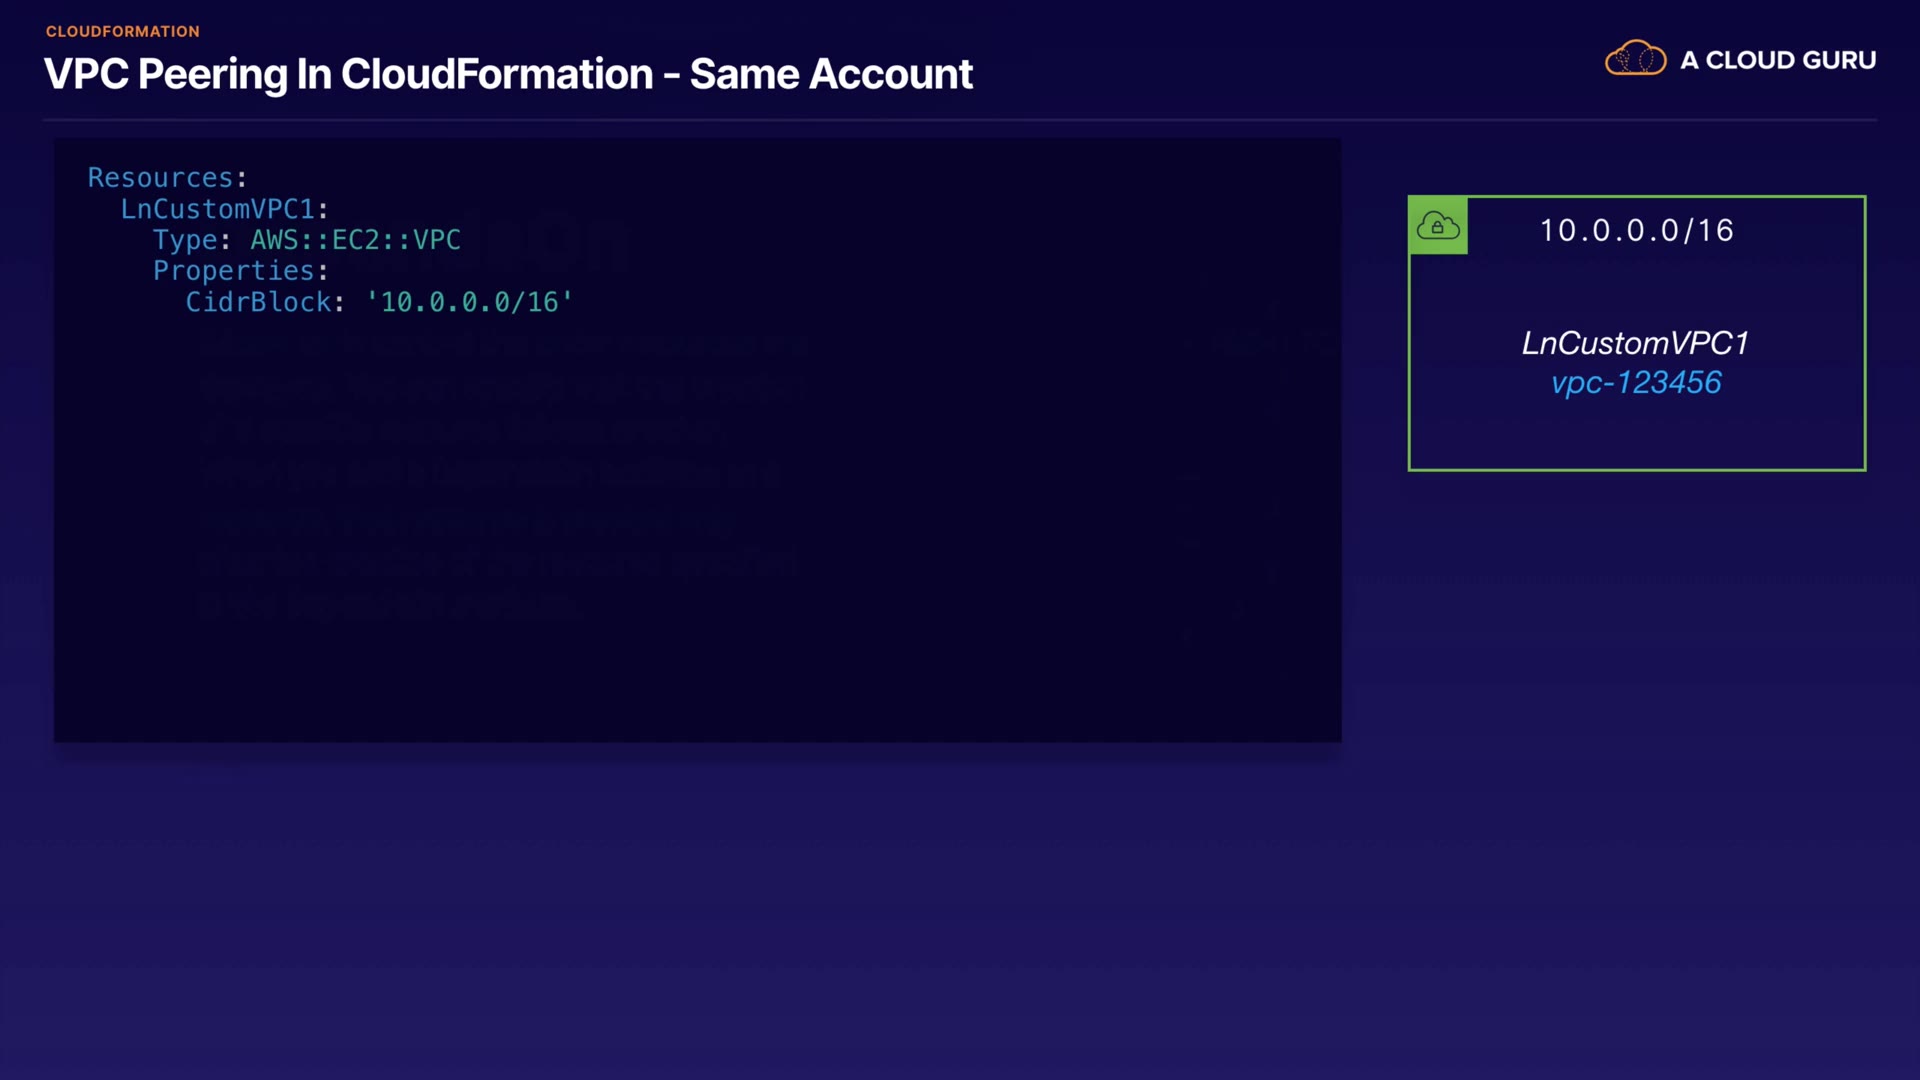 CLOUDFORMATION
VPC Peering In CloudFormation - Same Account
A CLOUD GURU
Resources:
  LnCustomVPC1:
    Type: AWS::EC2::VPC
    Properties:
      CidrBlock: '10.0.0.0/16'
10.0.0.0/16
LnCustomVPC1
vpc-123456